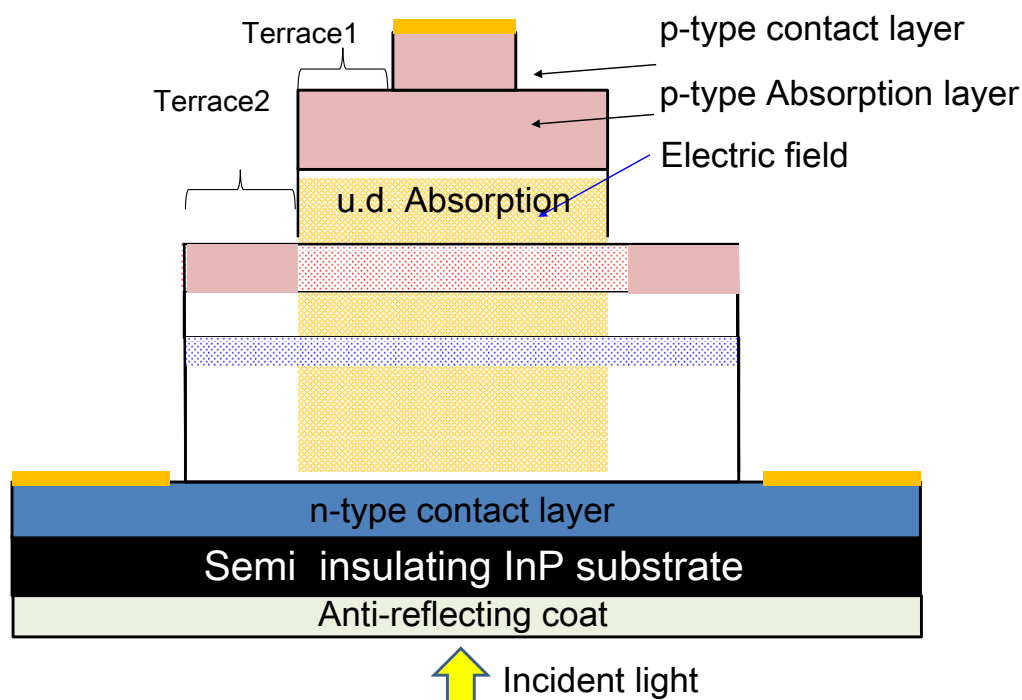 Terrace1
p-type contact layer
Terrace2
p-type Absorption layer
Electric field
u.d. Absorption
n-type contact layer
Semi insulating InP substrate
Anti-reflecting coat
Incident light